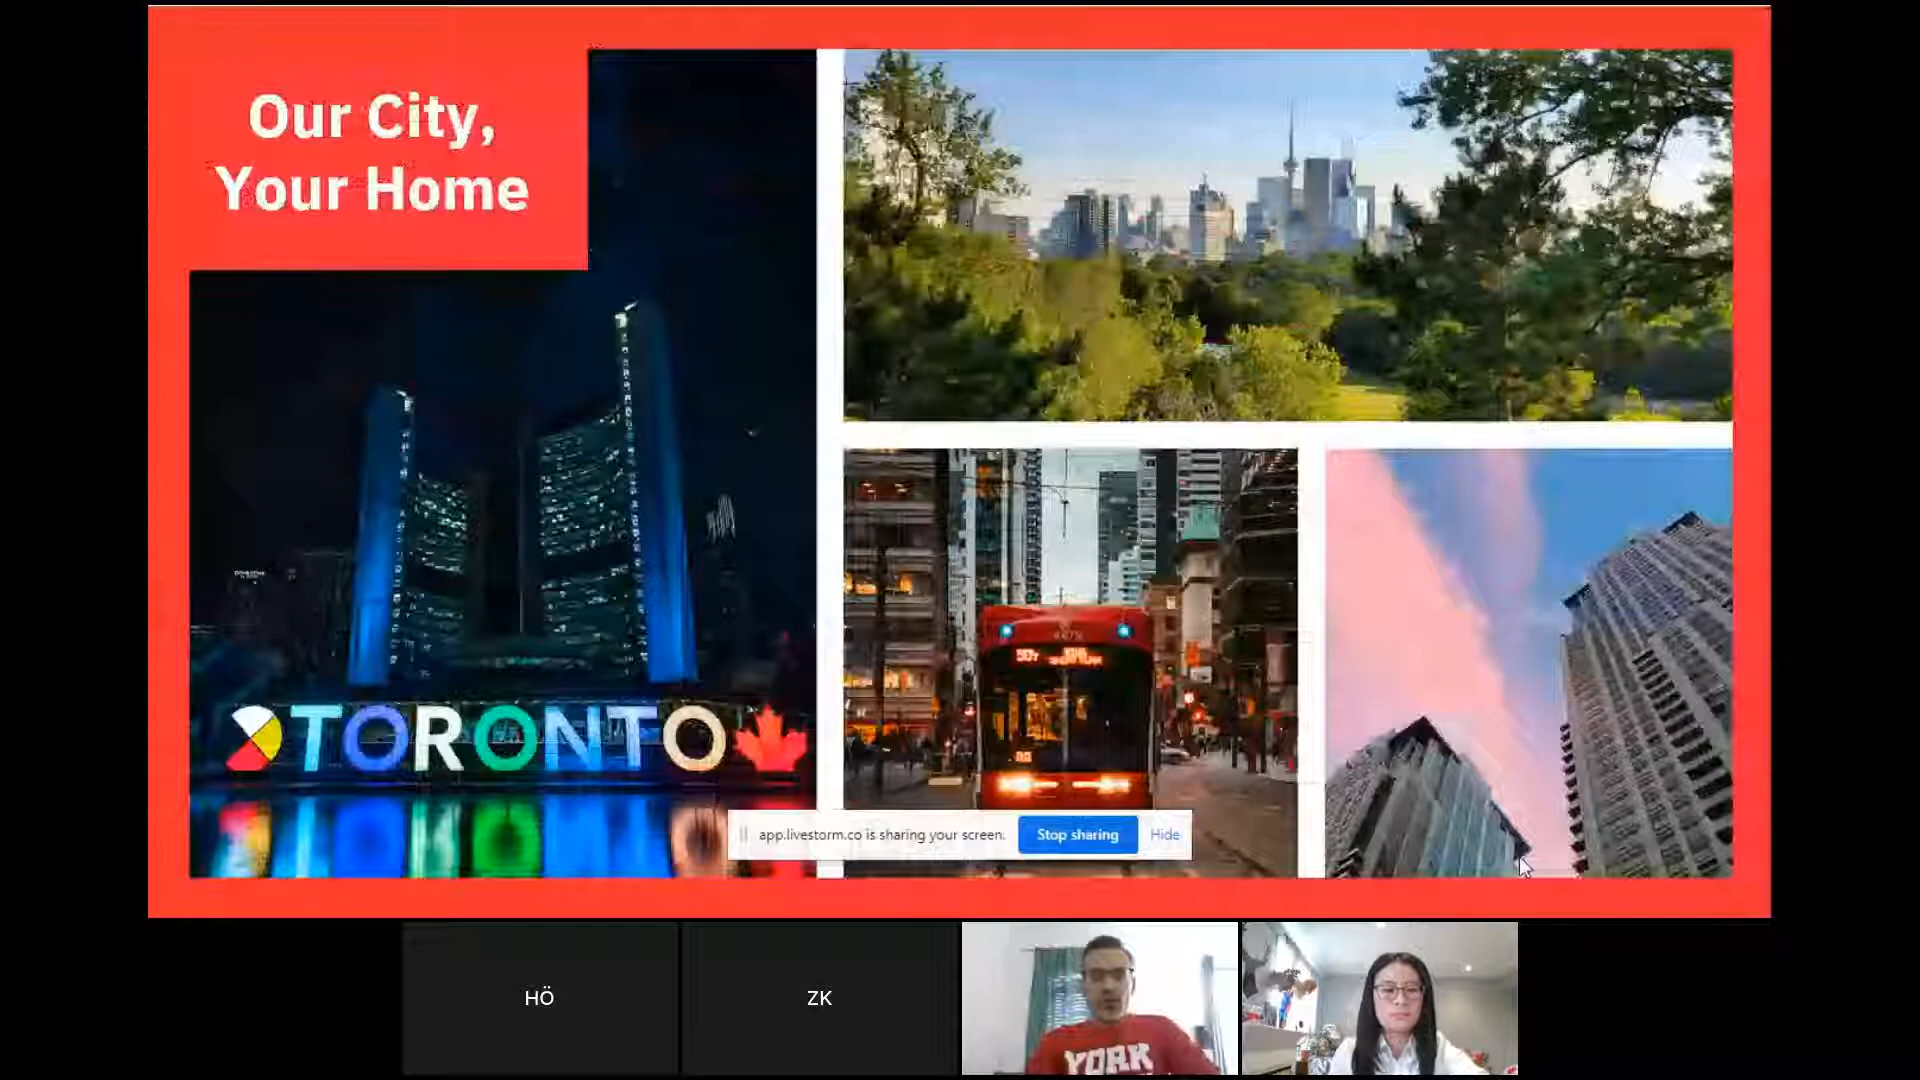 Our City,
Your Home
TORONTO
app.livestorm.co is sharing your screen.
Stop sharing
Hide
HÖ
ZK
YORK